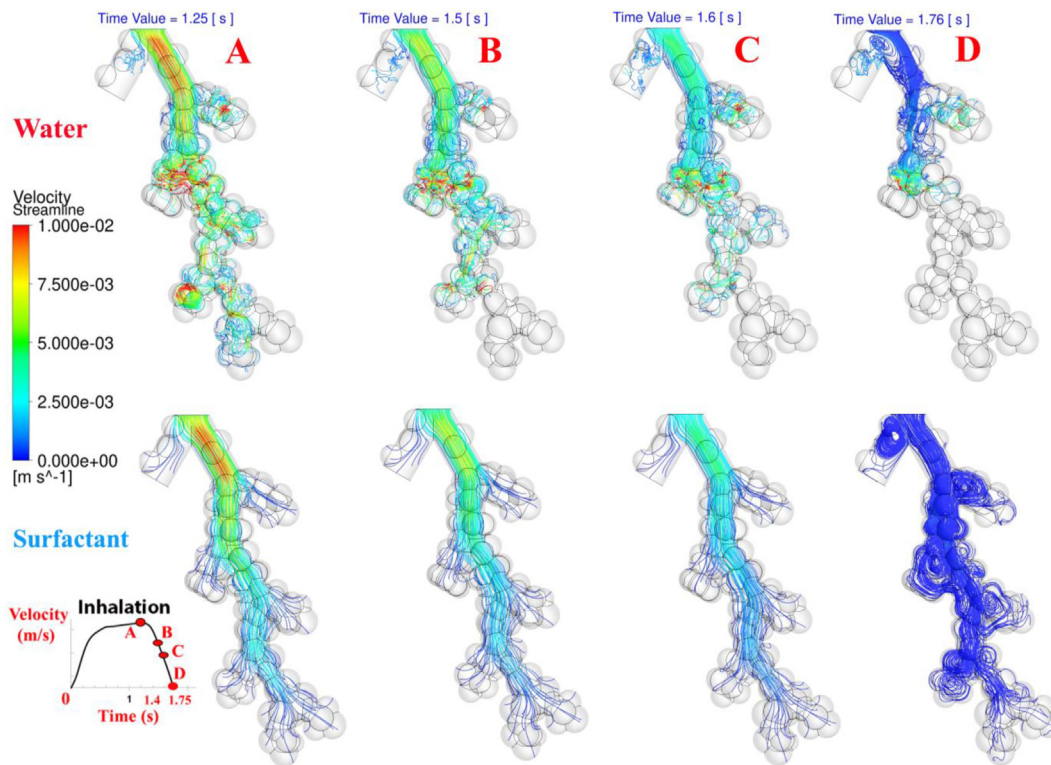 Time Value = 1.25 [ s ]
Time Value = 1.5 [ s ]
Time Value = 1.6 [ s ]
Time Value = 1.76 [ s ]
A
B
C
D
Water
Velocity
Streamline
1.000e-02
7.500e-03
5.000e-03
2.500e-03
0.000e+00
[m s^-1]
Surfactant
Inhalation
Velocity
(m/s)
A
B
C
D
0
1
1.4
1.75
Time (s)